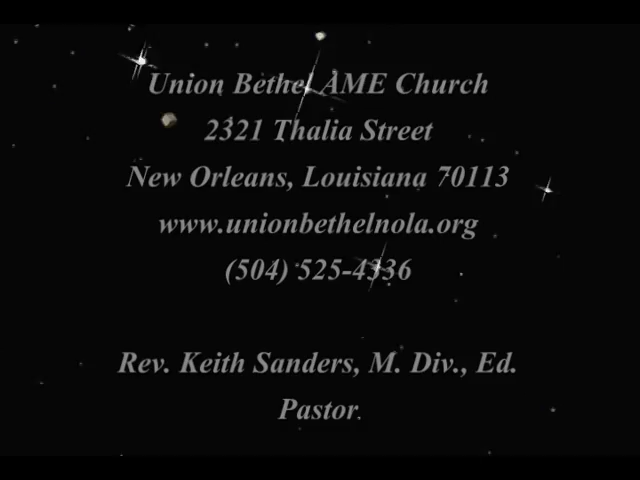 Union Bethel AME Church
2321 Thalia Street
New Orleans, Louisiana 70113
www.unionbethelnola.org
(504) 525-4336
Rev. Keith Sanders, M. Div., Ed.
Pastor